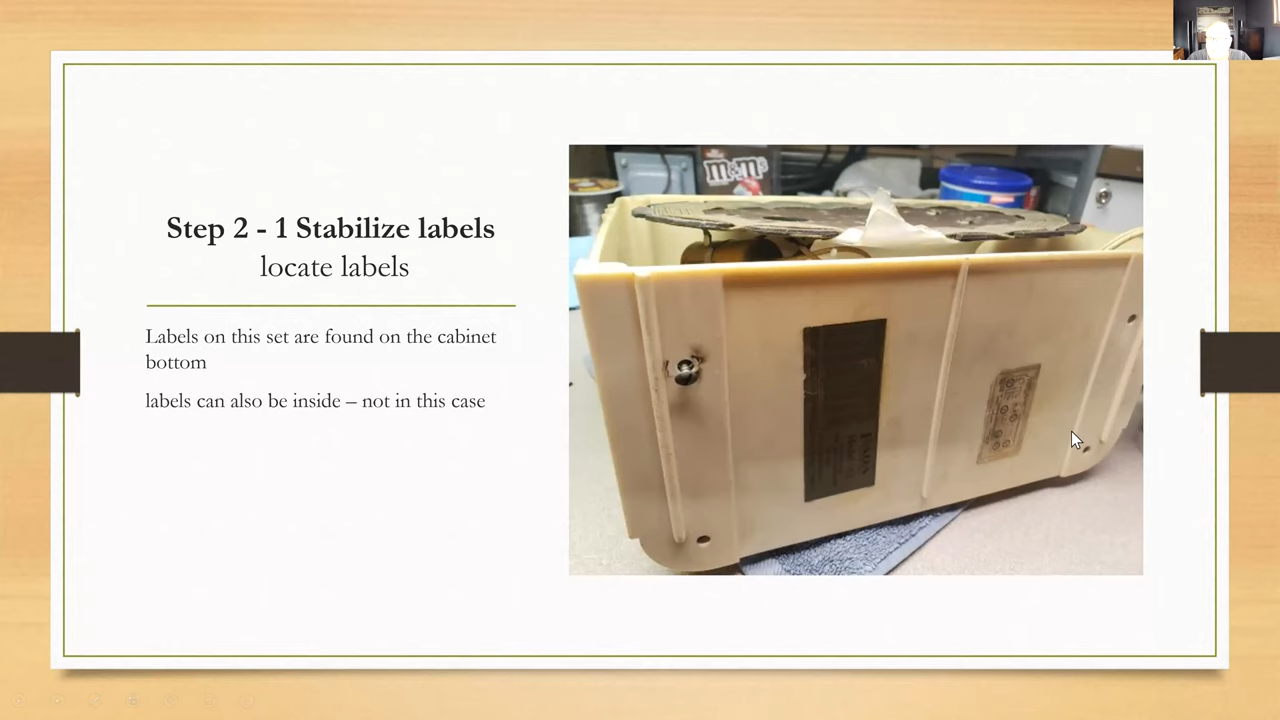 Step 2 - 1 Stabilize labels
locate labels
Labels on this set are found on the cabinet
bottom
labels can also be inside – not in this case
m&m's